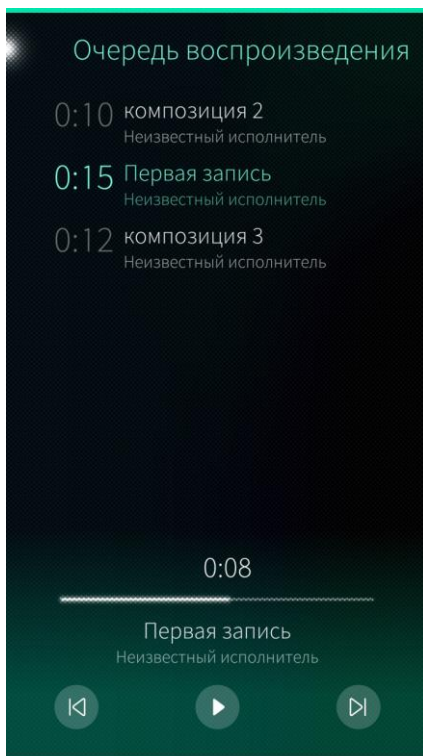 Очередь воспроизведения
0:10 композиция 2
Неизвестный исполнитель
0:15 Первая запись
Неизвестный исполнитель
0:12 композиция 3
Неизвестный исполнитель
0:08
Первая запись
Неизвестный исполнитель